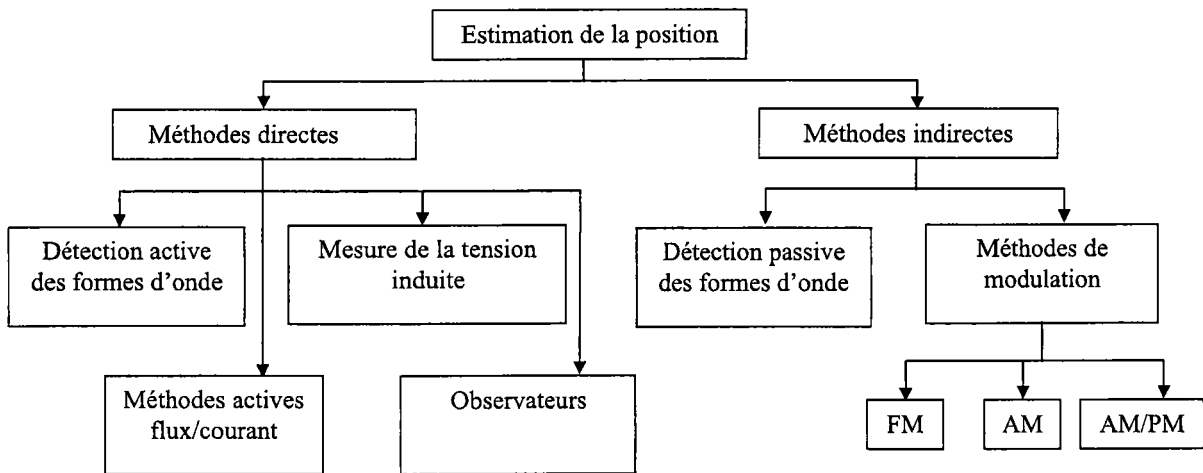 Estimation de la position
Méthodes directes
Méthodes indirectes
Détection active
des formes d'onde
Mesure de la tension
induite
Détection passive
des formes d'onde
Méthodes de
modulation
Méthodes actives
flux/courant
Observateurs
FM
AM
AM/PM